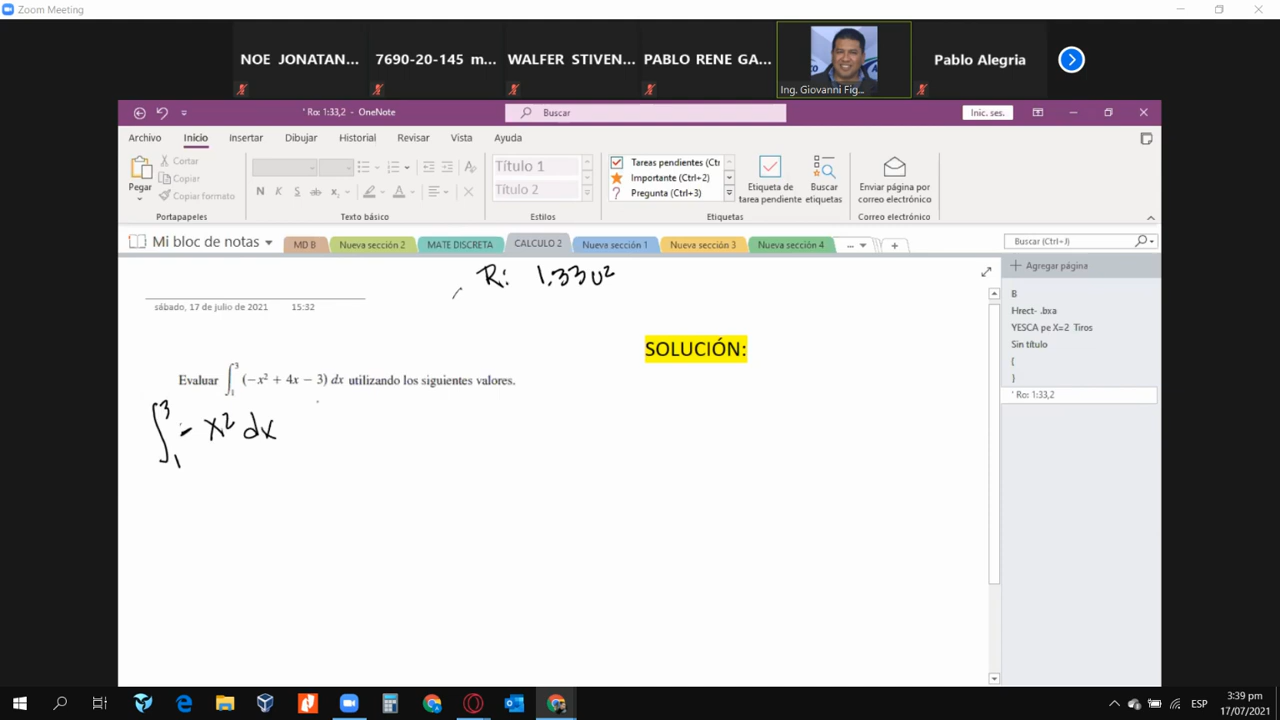 Zoom Meeting
NOE JONATAN...
7690-20-145 m...
WALFER STIVEN...
PABLO RENE GA...
Ing. Giovanni Fig...
Pablo Alegria
' Ro: 1:33,2 - OneNote
Buscar
Inic. ses.
Archivo Inicio Insertar Dibujar Historial Revisar Vista Ayuda
Pegar
Cortar
Copiar
Copiar formato
Portapapeles
N K S ab x A
Texto básico
Título 1
Título 2
Estilos
Tareas pendientes (Ctr
Importante (Ctrl+2)
Pregunta (Ctrl+3)
Etiqueta de
tarea pendiente
Buscar
etiquetas
Etiquetas
Enviar página por
correo electrónico
Correo electrónico
Mi bloc de notas
MD B
Nueva sección 2
MATE DISCRETA
CALCULO 2
Nueva sección 1
Nueva sección 3
Nueva sección 4
...
+
Buscar (Ctrl+J)
Agregar página
B
Hrect- .bxa
YESCA pe X=2 Tiros
Sin título
{
}
' Ro: 1:33,2
R: 1.33 u²
sábado, 17 de julio de 2021 15:32
SOLUCIÓN:
Evaluar ∫₁³ (−x² + 4x − 3) dx utilizando los siguientes valores.
∫₁³ - x² dx
ESP
3:39 pm
17/07/2021